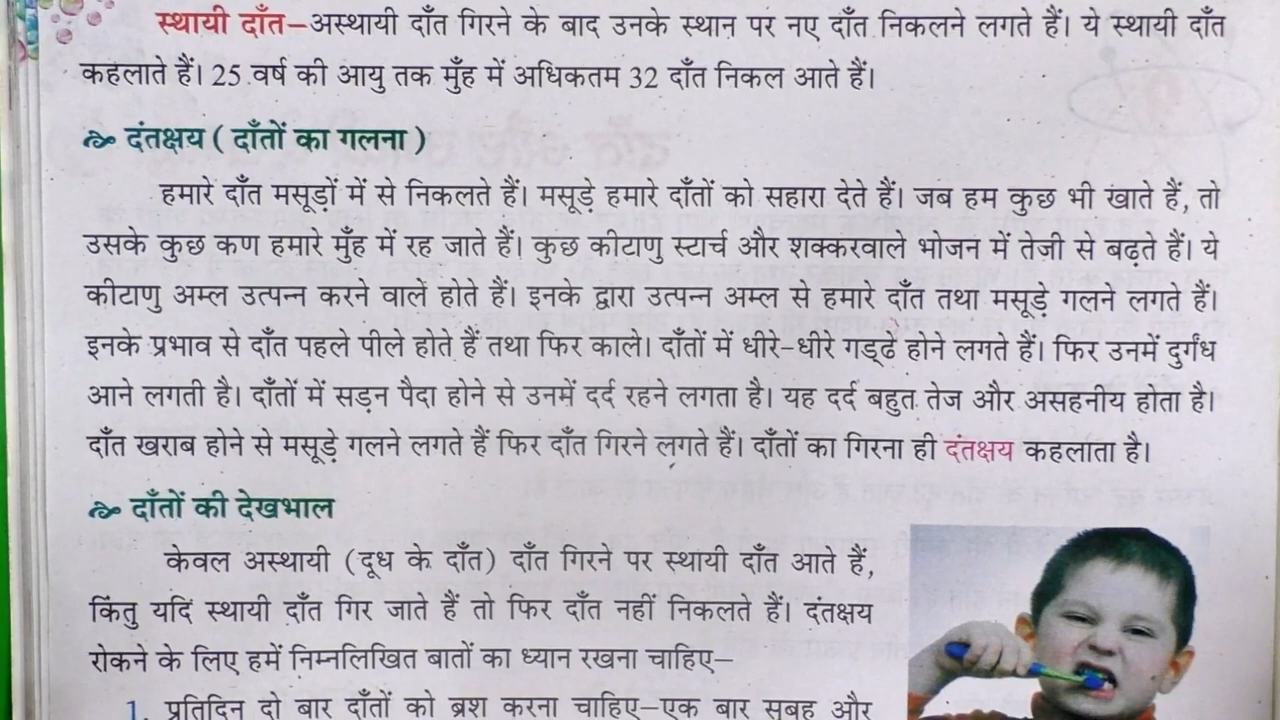 स्थायी दाँत–अस्थायी दाँत गिरने के बाद उनके स्थान पर नए दाँत निकलने लगते हैं। ये स्थायी दाँत
कहलाते हैं। 25 वर्ष की आयु तक मुँह में अधिकतम 32 दाँत निकल आते हैं।
दंतक्षय ( दाँतों का गलना )
हमारे दाँत मसूड़ों में से निकलते हैं। मसूड़े हमारे दाँतों को सहारा देते हैं। जब हम कुछ भी खाते हैं, तो
उसके कुछ कण हमारे मुँह में रह जाते हैं। कुछ कीटाणु स्टार्च और शक्करवाले भोजन में तेज़ी से बढ़ते हैं। ये
कीटाणु अम्ल उत्पन्न करने वाले होते हैं। इनके द्वारा उत्पन्न अम्ल से हमारे दाँत तथा मसूड़े गलने लगते हैं।
इनके प्रभाव से दाँत पहले पीले होते हैं तथा फिर काले। दाँतों में धीरे-धीरे गड्ढे होने लगते हैं। फिर उनमें दुर्गंध
आने लगती है। दाँतों में सड़न पैदा होने से उनमें दर्द रहने लगता है। यह दर्द बहुत तेज और असहनीय होता है।
दाँत खराब होने से मसूड़े गलने लगते हैं फिर दाँत गिरने लगते हैं। दाँतों का गिरना ही दंतक्षय कहलाता है।
दाँतों की देखभाल
केवल अस्थायी (दूध के दाँत) दाँत गिरने पर स्थायी दाँत आते हैं,
किंतु यदि स्थायी दाँत गिर जाते हैं तो फिर दाँत नहीं निकलते हैं। दंतक्षय
रोकने के लिए हमें निम्नलिखित बातों का ध्यान रखना चाहिए–
1. प्रतिदिन दो बार दाँतों को ब्रश करना चाहिए–एक बार सुबह और